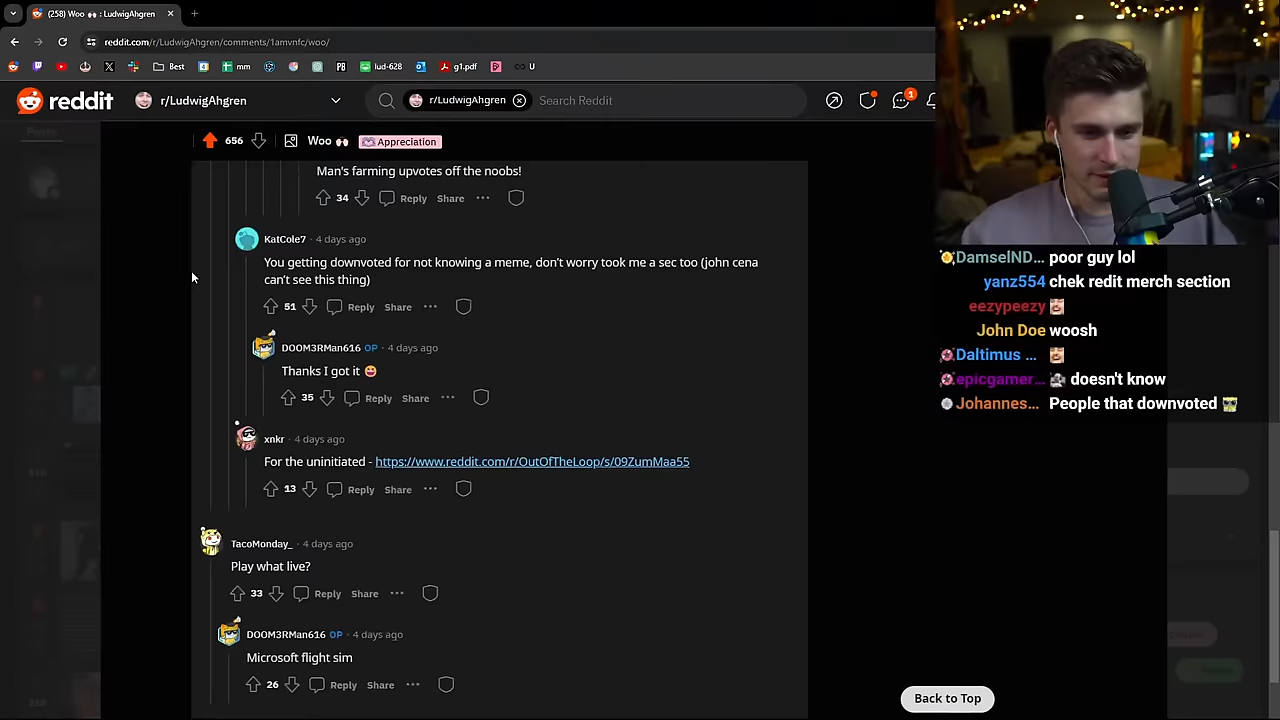 (258) Woo 👀 : LudwigAhgren
reddit.com/r/LudwigAhgren/comments/1amvnfc/woo/
Best
mm
iud-628
g1.pdf
U
reddit
r/LudwigAhgren
r/LudwigAhgren
Search Reddit
1
656
Woo 👀
Appreciation
Man's farming upvotes off the noobs!
34 Reply Share ...
KatCole7 · 4 days ago
You getting downvoted for not knowing a meme, don't worry took me a sec too (john cena
can't see this thing)
51 Reply Share ...
DOOM3RMan616 OP · 4 days ago
Thanks I got it 😄
35 Reply Share ...
xnkr · 4 days ago
For the uninitiated - https://www.reddit.com/r/OutOfTheLoop/s/09ZumMaa55
13 Reply Share ...
TacoMonday_ · 4 days ago
Play what live?
33 Reply Share ...
DOOM3RMan616 OP · 4 days ago
Microsoft flight sim
26 Reply Share ...
Back to Top
DamselND... poor guy lol
yanz554 chek redit merch section
eezypeezy
John Doe woosh
Daltimus ...
epicgamer... doesn't know
Johannes... People that downvoted